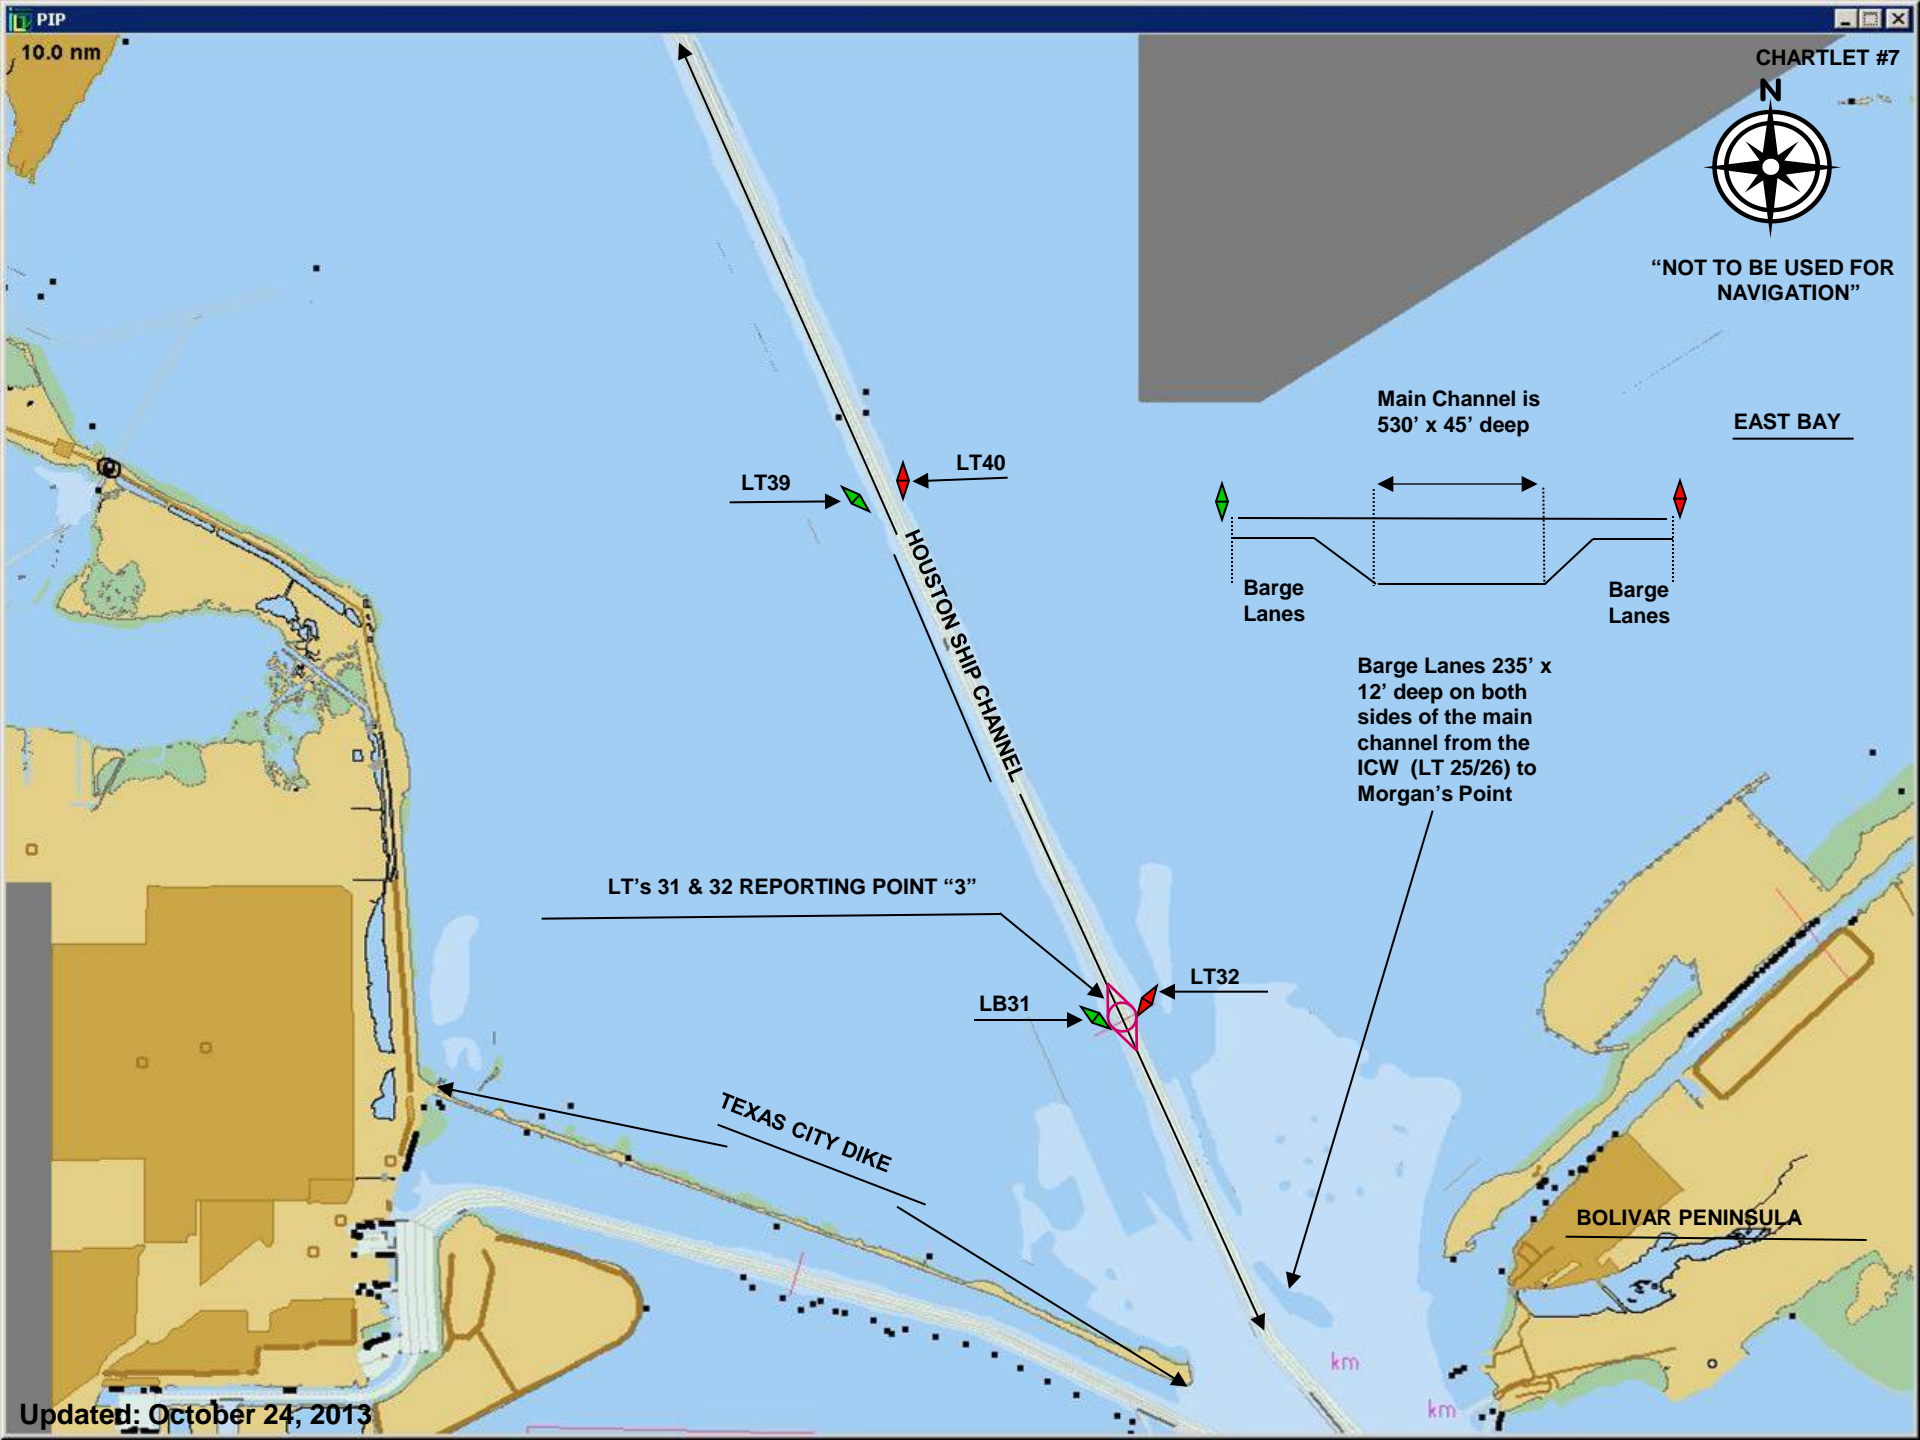 PIP
10.0 nm
CHARTLET #7
N
“NOT TO BE USED FOR
NAVIGATION”
Main Channel is
530’ x 45’ deep
EAST BAY
LT40
LT39
HOUSTON SHIP CHANNEL
Barge
Lanes
Barge
Lanes
Barge Lanes 235’ x
12’ deep on both
sides of the main
channel from the
ICW (LT 25/26) to
Morgan’s Point
LT’s 31 & 32 REPORTING POINT “3”
LT32
LB31
TEXAS CITY DIKE
BOLIVAR PENINSULA
km
km
Updated: October 24, 2013